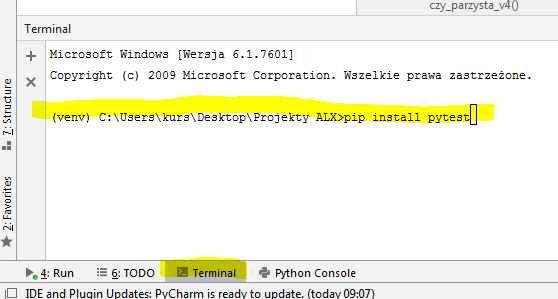 czy_parzysta_v4()
Terminal
Microsoft Windows [Wersja 6.1.7601]
Copyright (c) 2009 Microsoft Corporation. Wszelkie prawa zastrzeżone.
(venv) C:\Users\kurs\Desktop\Projekty ALX>pip install pytest
7: Structure
2: Favorites
4: Run 6: TODO Terminal Python Console
IDE and Plugin Updates: PyCharm is ready to update. (today 09:07)